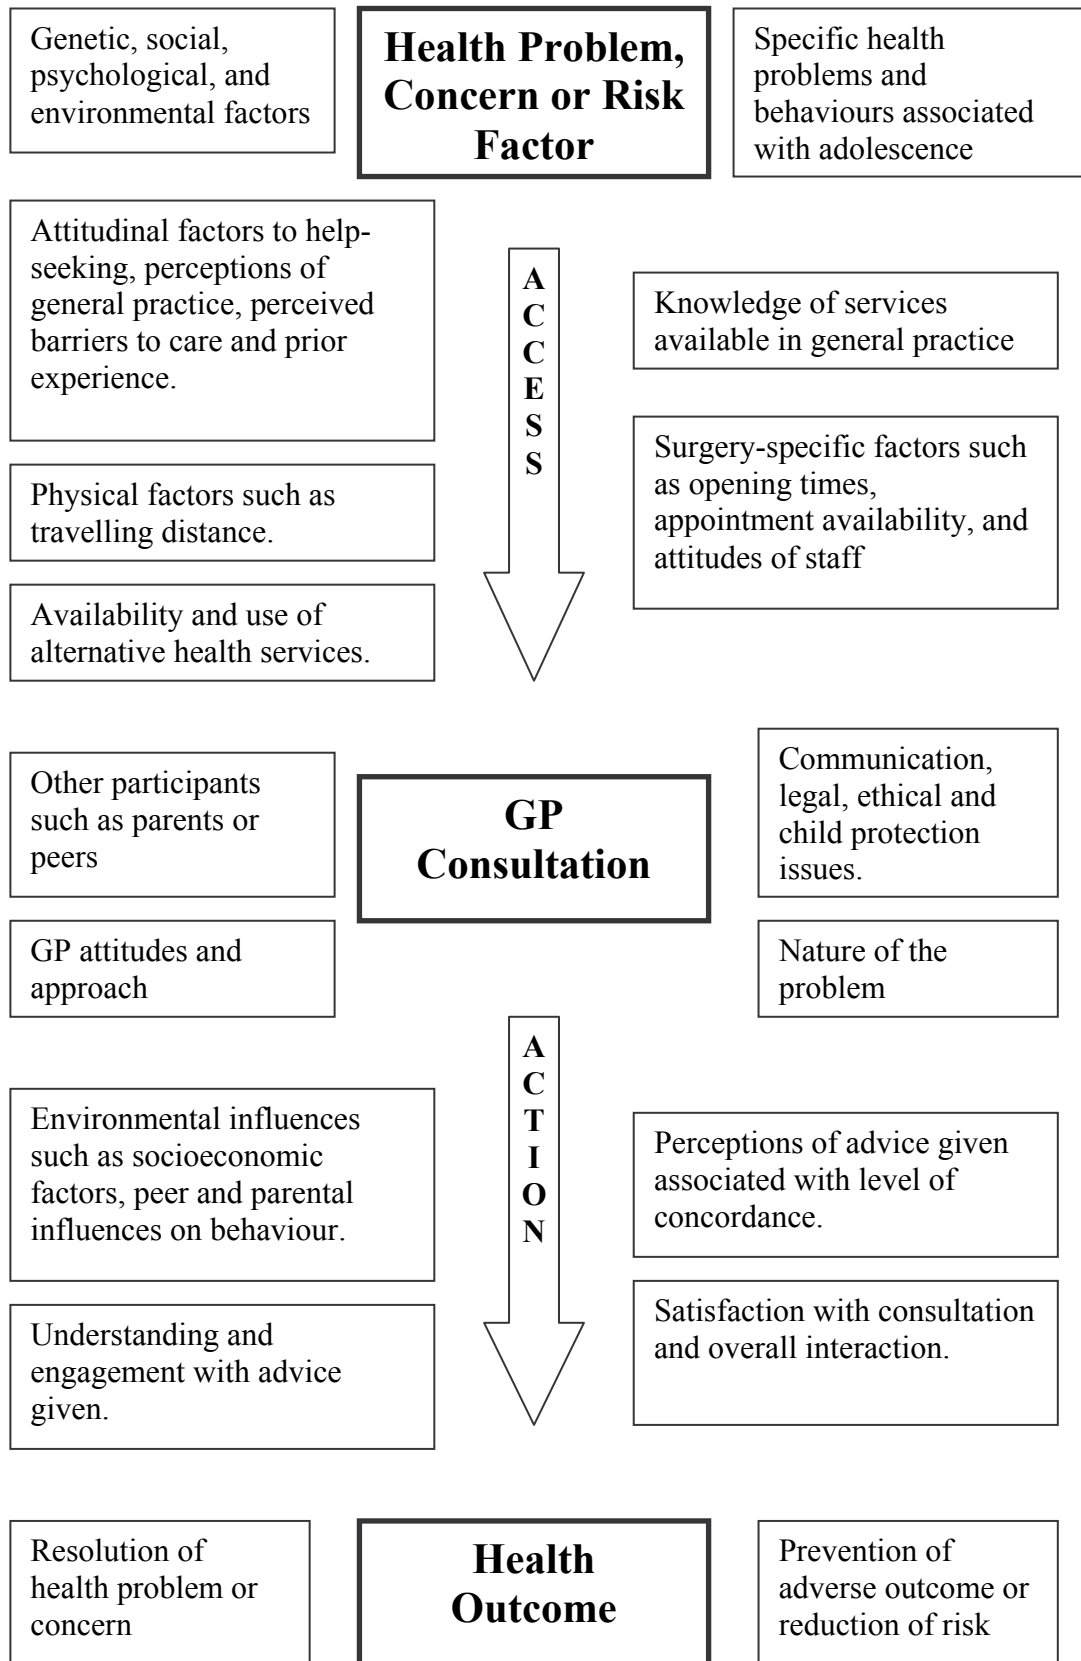 Genetic, social,
psychological, and
environmental factors
Health Problem,
Concern or Risk
Factor
Specific health
problems and
behaviours associated
with adolescence
Attitudinal factors to help-
seeking, perceptions of
general practice, perceived
barriers to care and prior
experience.
Physical factors such as
travelling distance.
Availability and use of
alternative health services.
A
C
C
E
S
S
Knowledge of services
available in general practice
Surgery-specific factors such
as opening times,
appointment availability, and
attitudes of staff
Other participants
such as parents or
peers
GP attitudes and
approach
GP
Consultation
Communication,
legal, ethical and
child protection
issues.
Nature of the
problem
Environmental influences
such as socioeconomic
factors, peer and parental
influences on behaviour.
Understanding and
engagement with advice
given.
A
C
T
I
O
N
Perceptions of advice given
associated with level of
concordance.
Satisfaction with consultation
and overall interaction.
Resolution of
health problem or
concern
Health
Outcome
Prevention of
adverse outcome or
reduction of risk